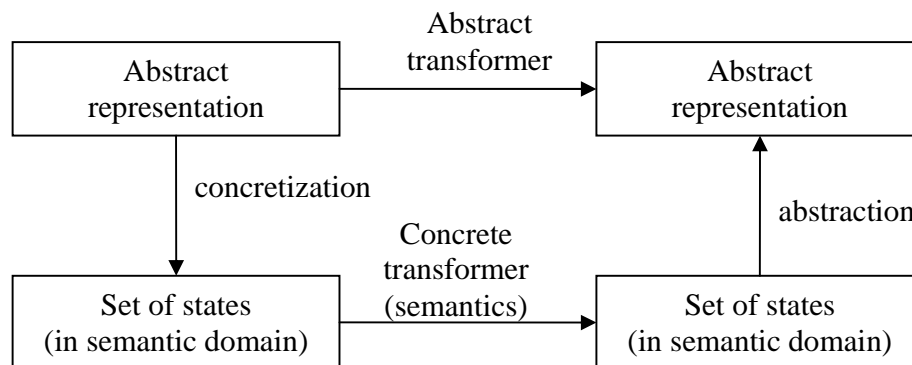 Abstract
transformer
Abstract
representation
Abstract
representation
concretization
abstraction
Concrete
transformer
(semantics)
Set of states
(in semantic domain)
Set of states
(in semantic domain)